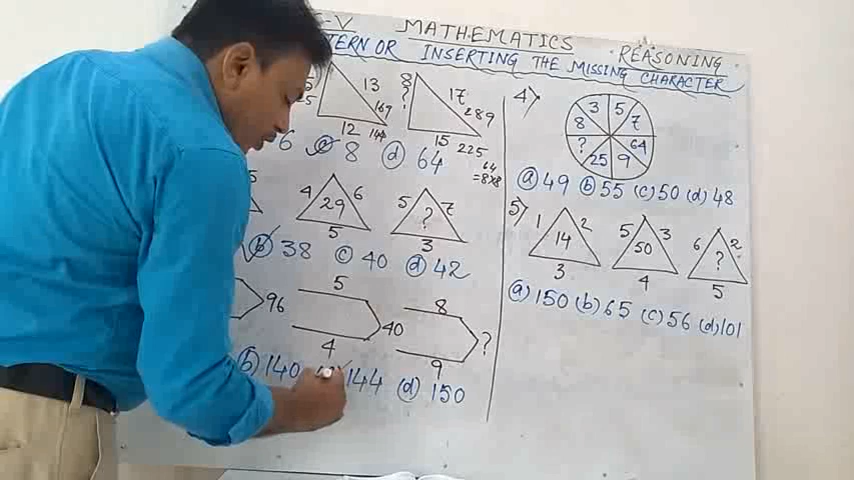 -V MATHEMATICS REASONING
TERN OR INSERTING THE MISSING CHARACTER
13 169 12 144
8 ? 17 289 15 225
64
=8×8
6 (c) 8 (d) 64
5
4 6 29 5
5 7 ? 3
(b) 38 (c) 40 (d) 42
96
5 40 4
8 ? 9
(b) 140 144 (d) 150
4)
3 5 7 64 9 25 ? 8
(a) 49 (b) 55 (c) 50 (d) 48
5)
1 2 14 3
5 3 50 4
6 2 ? 5
(a) 150 (b) 65 (c) 56 (d) 101